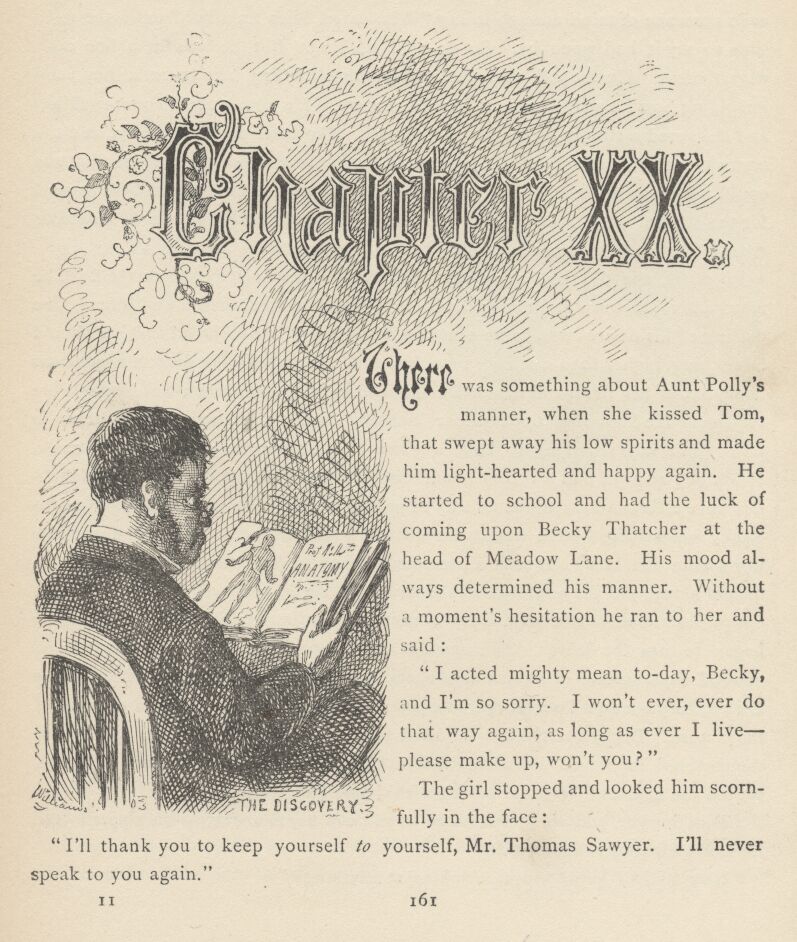 Chapter XX.
There was something about Aunt Polly's
manner, when she kissed Tom,
that swept away his low spirits and made
him light-hearted and happy again. He
started to school and had the luck of
coming upon Becky Thatcher at the
head of Meadow Lane. His mood al-
ways determined his manner. Without
a moment's hesitation he ran to her and
said :
“ I acted mighty mean to-day, Becky,
and I'm so sorry. I won't ever, ever do
that way again, as long as ever I live—
please make up, won't you ? ”
The girl stopped and looked him scorn-
fully in the face :
“ I'll thank you to keep yourself to yourself, Mr. Thomas Sawyer. I'll never
speak to you again.”
Prof
ANATOMY
Williams
THE DISCOVERY.
11
161